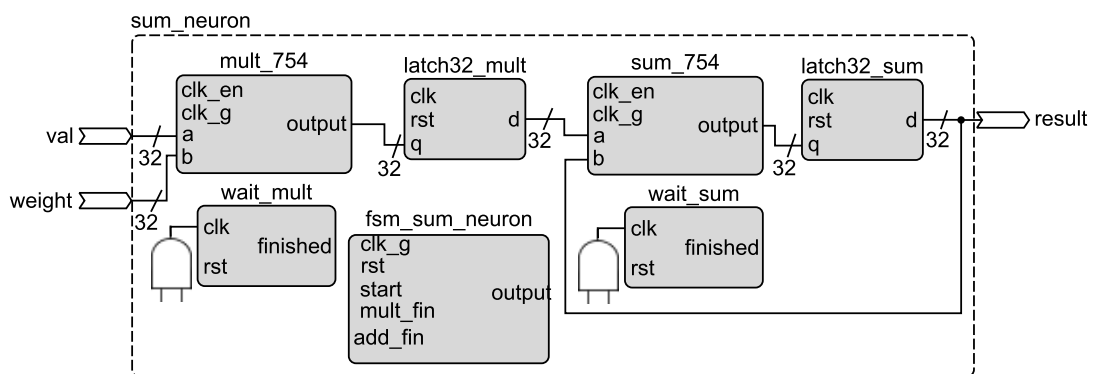 sum_neuron
mult_754
clk_en
clk_g
a
b
output
latch32_mult
clk
rst
q
d
sum_754
clk_en
clk_g
a
b
output
latch32_sum
clk
rst
q
d
val
32
weight
32
32
32
32
32
result
wait_mult
clk
rst
finished
fsm_sum_neuron
clk_g
rst
start
mult_fin
add_fin
output
wait_sum
clk
rst
finished